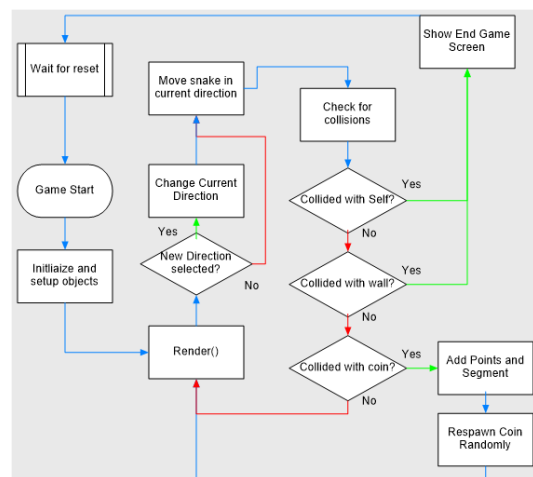 Show End Game
Screen
Wait for reset
Move snake in
current direction
Check for
collisions
Game Start
Change Current
Direction
Collided with Self?
Yes
No
Yes
New Direction
selected?
No
Initliaize and
setup objects
Collided with wall?
Yes
No
Render()
Collided with coin?
Yes
No
Add Points and
Segment
Respawn Coin
Randomly